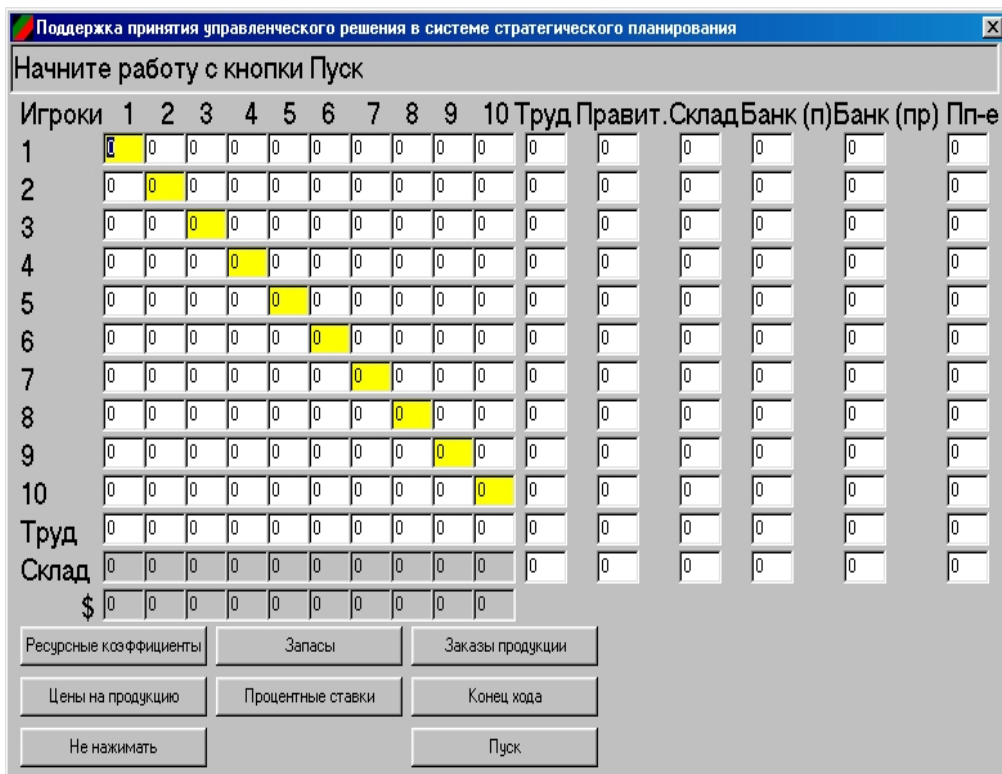 Поддержка принятия управленческого решения в системе стратегического планирования
Начните работу с кнопки Пуск
Игроки 1 2 3 4 5 6 7 8 9 10 Труд Правит. Склад Банк (п) Банк (пр) Пп-е
1 0 0 0 0 0 0 0 0 0 0 0 0 0 0 0 0
2 0 0 0 0 0 0 0 0 0 0 0 0 0 0 0 0
3 0 0 0 0 0 0 0 0 0 0 0 0 0 0 0 0
4 0 0 0 0 0 0 0 0 0 0 0 0 0 0 0 0
5 0 0 0 0 0 0 0 0 0 0 0 0 0 0 0 0
6 0 0 0 0 0 0 0 0 0 0 0 0 0 0 0 0
7 0 0 0 0 0 0 0 0 0 0 0 0 0 0 0 0
8 0 0 0 0 0 0 0 0 0 0 0 0 0 0 0 0
9 0 0 0 0 0 0 0 0 0 0 0 0 0 0 0 0
10 0 0 0 0 0 0 0 0 0 0 0 0 0 0 0 0
Труд 0 0 0 0 0 0 0 0 0 0 0 0 0 0 0 0
Склад 0 0 0 0 0 0 0 0 0 0 0 0 0 0 0 0
$ 0 0 0 0 0 0 0 0 0 0
Ресурсные коэффициенты Запасы Заказы продукции
Цены на продукцию Процентные ставки Конец хода
Не нажимать Пуск